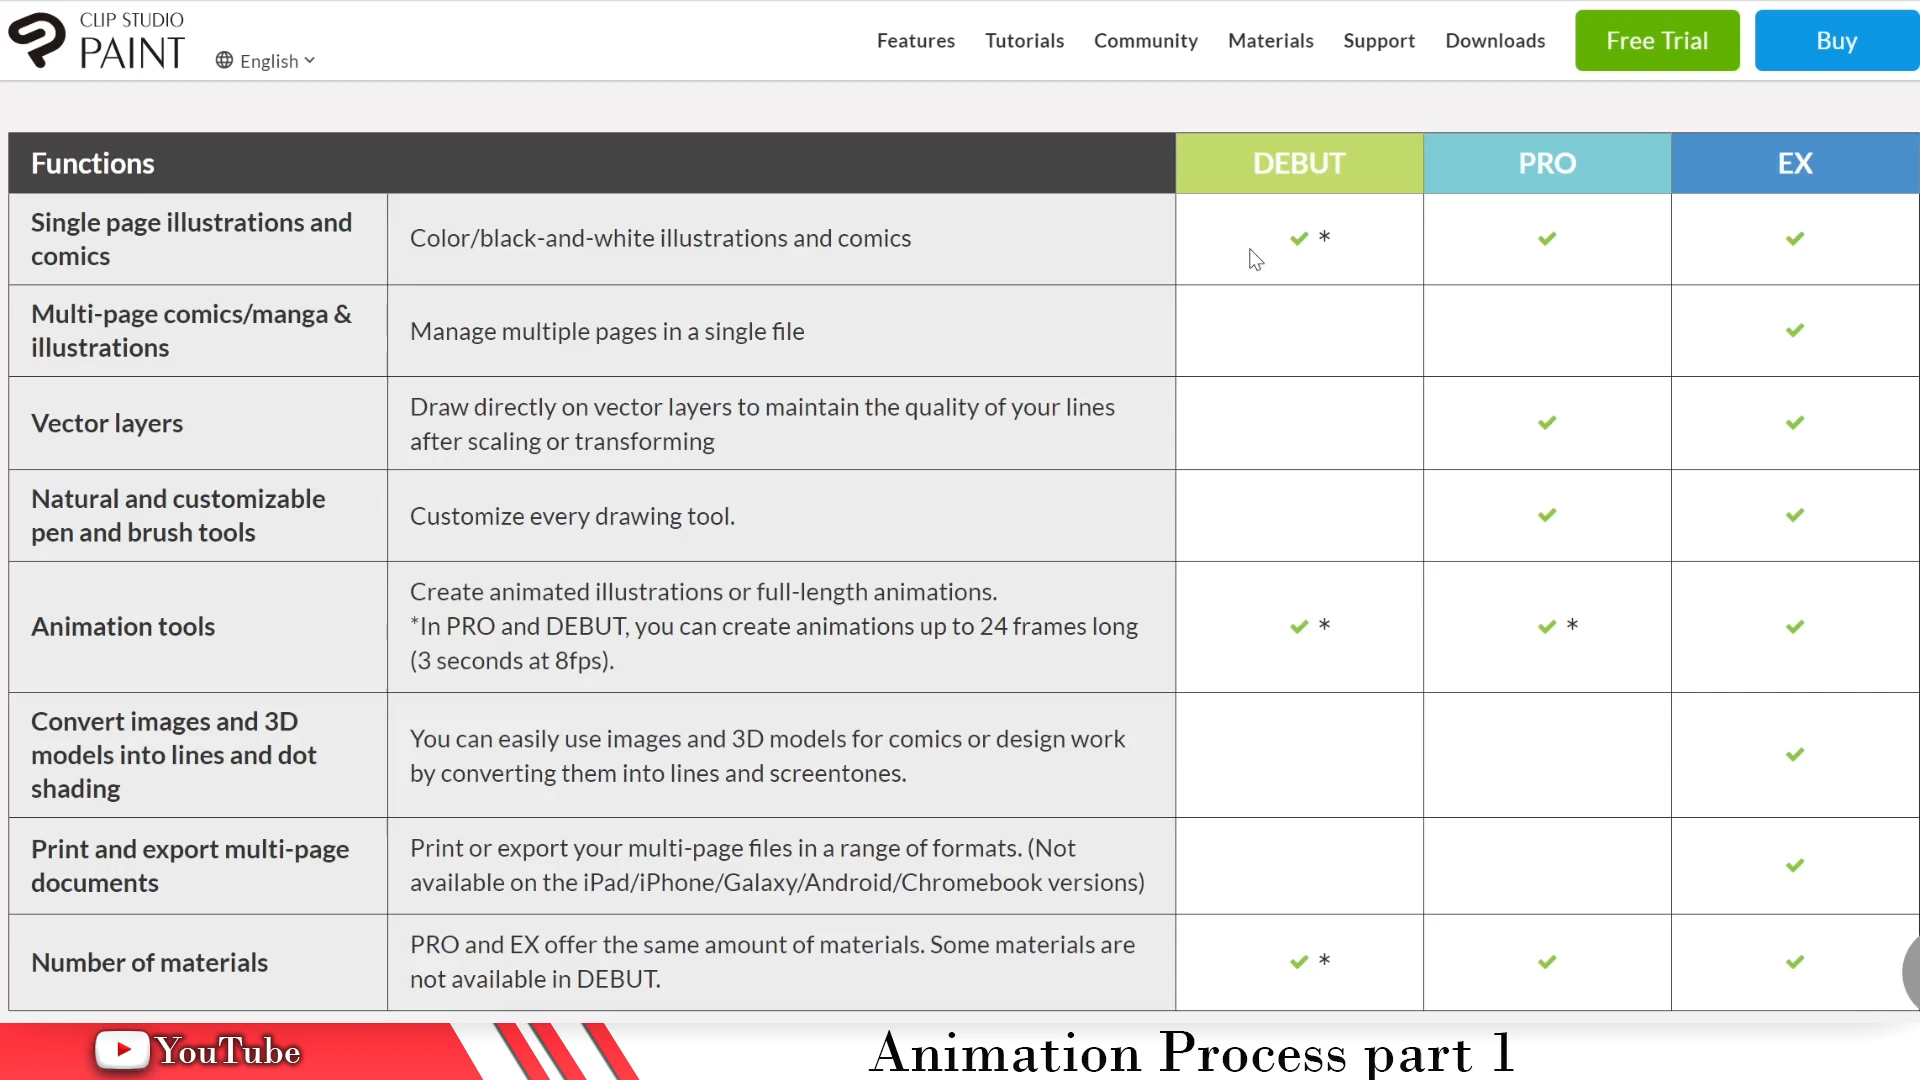 CLIP STUDIO
PAINT
English
Features Tutorials Community Materials Support Downloads Free Trial Buy
Functions DEBUT PRO EX
Single page illustrations and
comics
Color/black-and-white illustrations and comics
✔ * ✔ ✔
Multi-page comics/manga &
illustrations
Manage multiple pages in a single file
✔
Vector layers
Draw directly on vector layers to maintain the quality of your lines
after scaling or transforming
✔ ✔
Natural and customizable
pen and brush tools
Customize every drawing tool.
✔ ✔
Animation tools
Create animated illustrations or full-length animations.
*In PRO and DEBUT, you can create animations up to 24 frames long
(3 seconds at 8fps).
✔ * ✔ * ✔
Convert images and 3D
models into lines and dot
shading
You can easily use images and 3D models for comics or design work
by converting them into lines and screentones.
✔
Print and export multi-page
documents
Print or export your multi-page files in a range of formats. (Not
available on the iPad/iPhone/Galaxy/Android/Chromebook versions)
✔
Number of materials
PRO and EX offer the same amount of materials. Some materials are
not available in DEBUT.
✔ * ✔ ✔
YouTube
Animation Process part 1